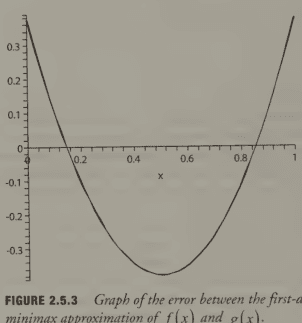 0.3
0.2
0.1
0
0 0.2 0.4 0.6 0.8 1
x
-0.1
-0.2
-0.3
FIGURE 2.5.3 Graph of the error between the first-d
minimax approximation of f(x) and g(x).